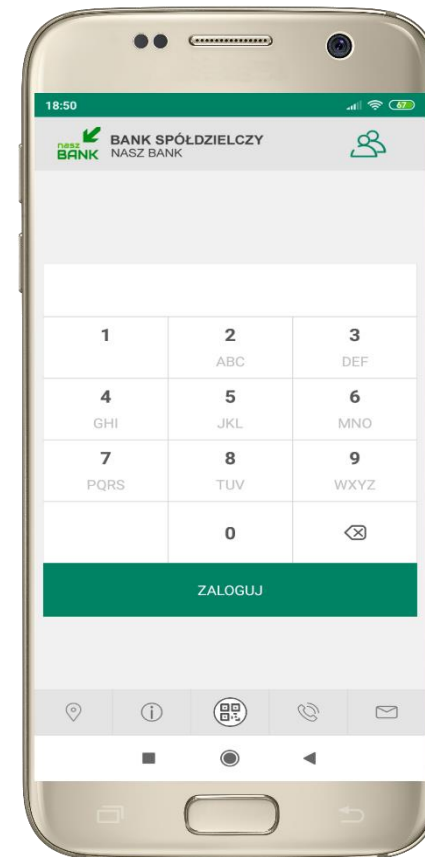 18:50
67
nasz
BANK
BANK SPÓŁDZIELCZY
NASZ BANK
1
2
3
ABC
DEF
4
5
6
GHI
JKL
MNO
7
8
9
PQRS
TUV
WXYZ
0
ZALOGUJ